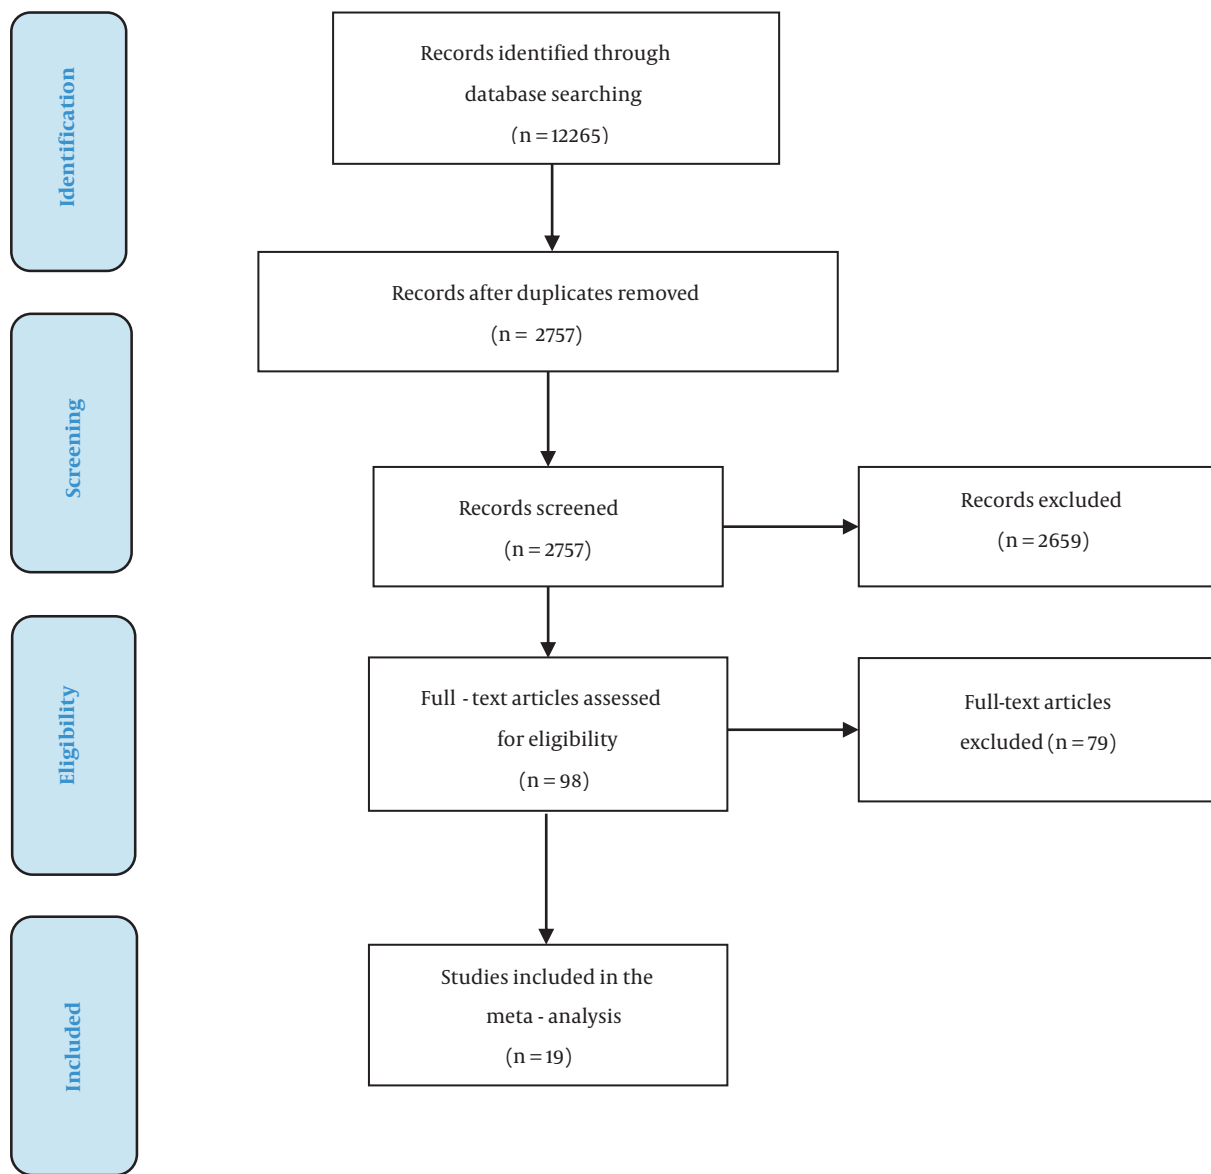 Identification
Records identified through
database searching
(n = 12265)
Records after duplicates removed
(n = 2757)
Screening
Records screened
(n = 2757)
Records excluded
(n = 2659)
Eligibility
Full - text articles assessed
for eligibility
(n = 98)
Full-text articles
excluded (n = 79)
Included
Studies included in the
meta - analysis
(n = 19)